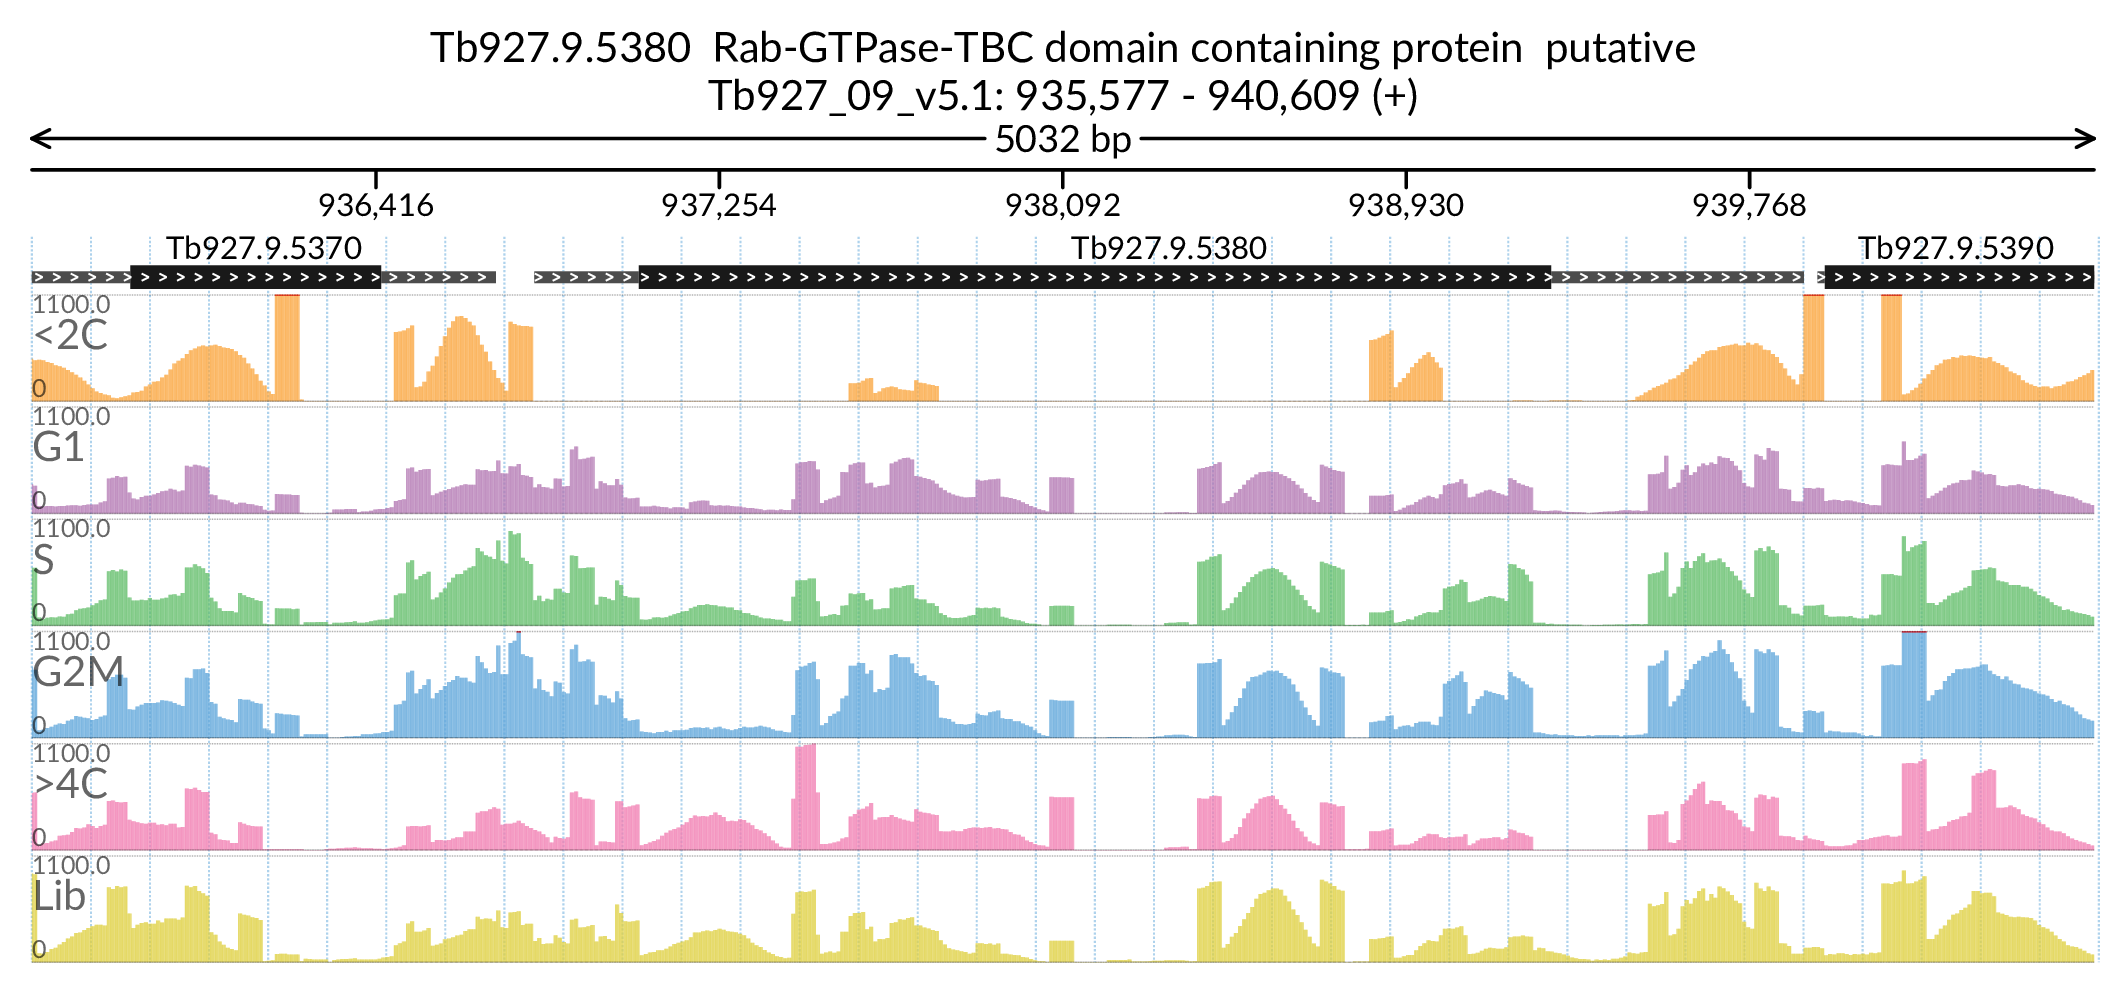 Tb927.9.5380  Rab-GTPase-TBC domain containing protein  putative
Tb927_09_v5.1: 935,577 - 940,609 (+)
5032 bp
936,416 937,254 938,092 938,930 939,768
Tb927.9.5370 Tb927.9.5380 Tb927.9.5390
1100.0
<2C
0
1100.0
G1
0
1100.0
S
0
1100.0
G2M
0
1100.0
>4C
0
1100.0
Lib
0